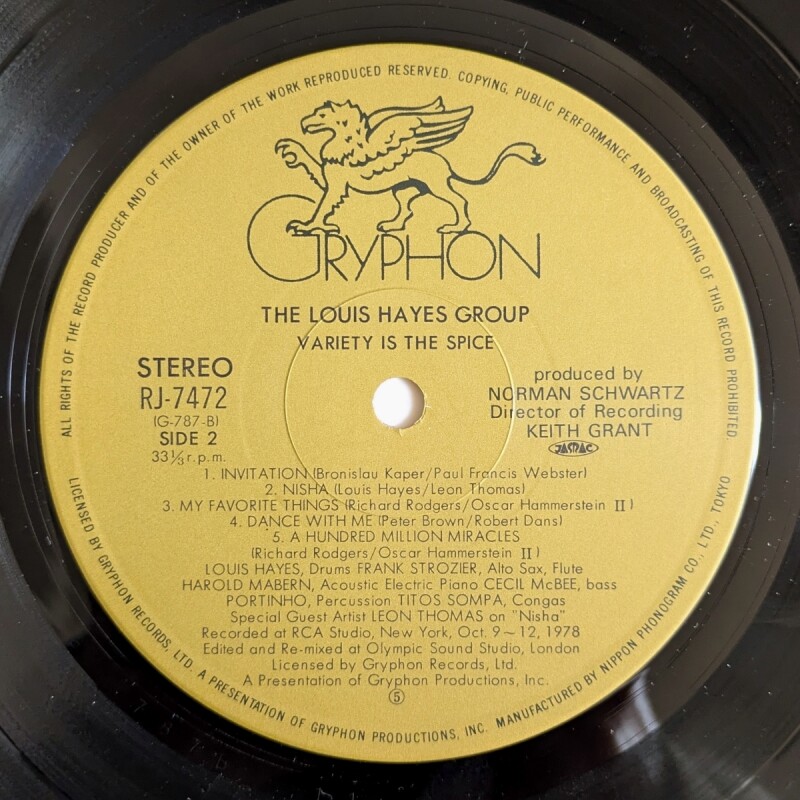 ALL RIGHTS OF THE RECORD PRODUCER AND OF THE OWNER OF THE WORK REPRODUCED RESERVED. COPYING, PUBLIC PERFORMANCE AND BROADCASTING OF THIS RECORD PROHIBITED.
GRYPHON
THE LOUIS HAYES GROUP
VARIETY IS THE SPICE
STEREO
RJ-7472
(G-787-B)
SIDE 2
33⅓ r.p.m.
produced by
NORMAN SCHWARTZ
Director of Recording
KEITH GRANT
JASRAC
1. INVITATION (Bronislau Kaper/Paul Francis Webster)
2. NISHA (Louis Hayes/Leon Thomas)
3. MY FAVORITE THINGS (Richard Rodgers/Oscar Hammerstein II)
4. DANCE WITH ME (Peter Brown/Robert Dans)
5. A HUNDRED MILLION MIRACLES
(Richard Rodgers/Oscar Hammerstein II)
LOUIS HAYES, Drums FRANK STROZIER, Alto Sax, Flute
HAROLD MABERN, Acoustic Electric Piano CECIL McBEE, bass
PORTINHO, Percussion TITOS SOMPA, Congas
Special Guest Artist LEON THOMAS on "Nisha"
Recorded at RCA Studio, New York, Oct. 9~12, 1978
Edited and Re-mixed at Olympic Sound Studio, London
Licensed by Gryphon Records, Ltd.
A Presentation of Gryphon Productions, Inc.
⑤
LICENSED BY GRYPHON RECORDS, LTD. A PRESENTATION OF GRYPHON PRODUCTIONS, INC. MANUFACTURED BY NIPPON PHONOGRAM CO., LTD., TOKYO